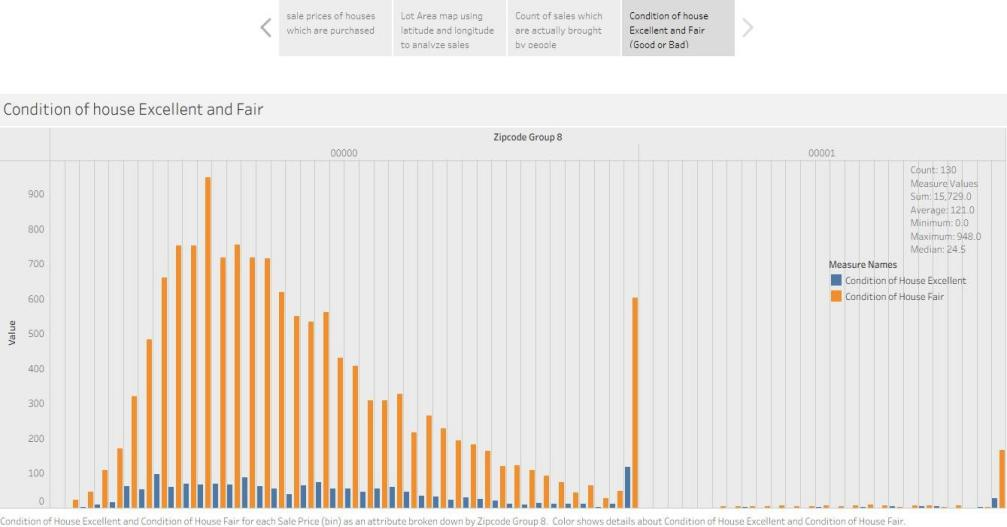 sale prices of houses
which are purchased
Lot Area map using
latitude and longitude
to analyze sales
Count of sales which
are actually brought
by people
Condition of house
Excellent and Fair
(Good or Bad)
Condition of house Excellent and Fair
Zipcode Group 8
00000
00001
Count: 130
Measure Values
Sum: 15,729.0
Average: 121.0
Minimum: 0.0
Maximum: 948.0
Median: 24.5
Measure Names
Condition of House Excellent
Condition of House Fair
Value
900
800
700
600
500
400
300
200
100
0
Condition of House Excellent and Condition of House Fair for each Sale Price (bin) as an attribute broken down by Zipcode Group 8. Color shows details about Condition of House Excellent and Condition of House Fair.